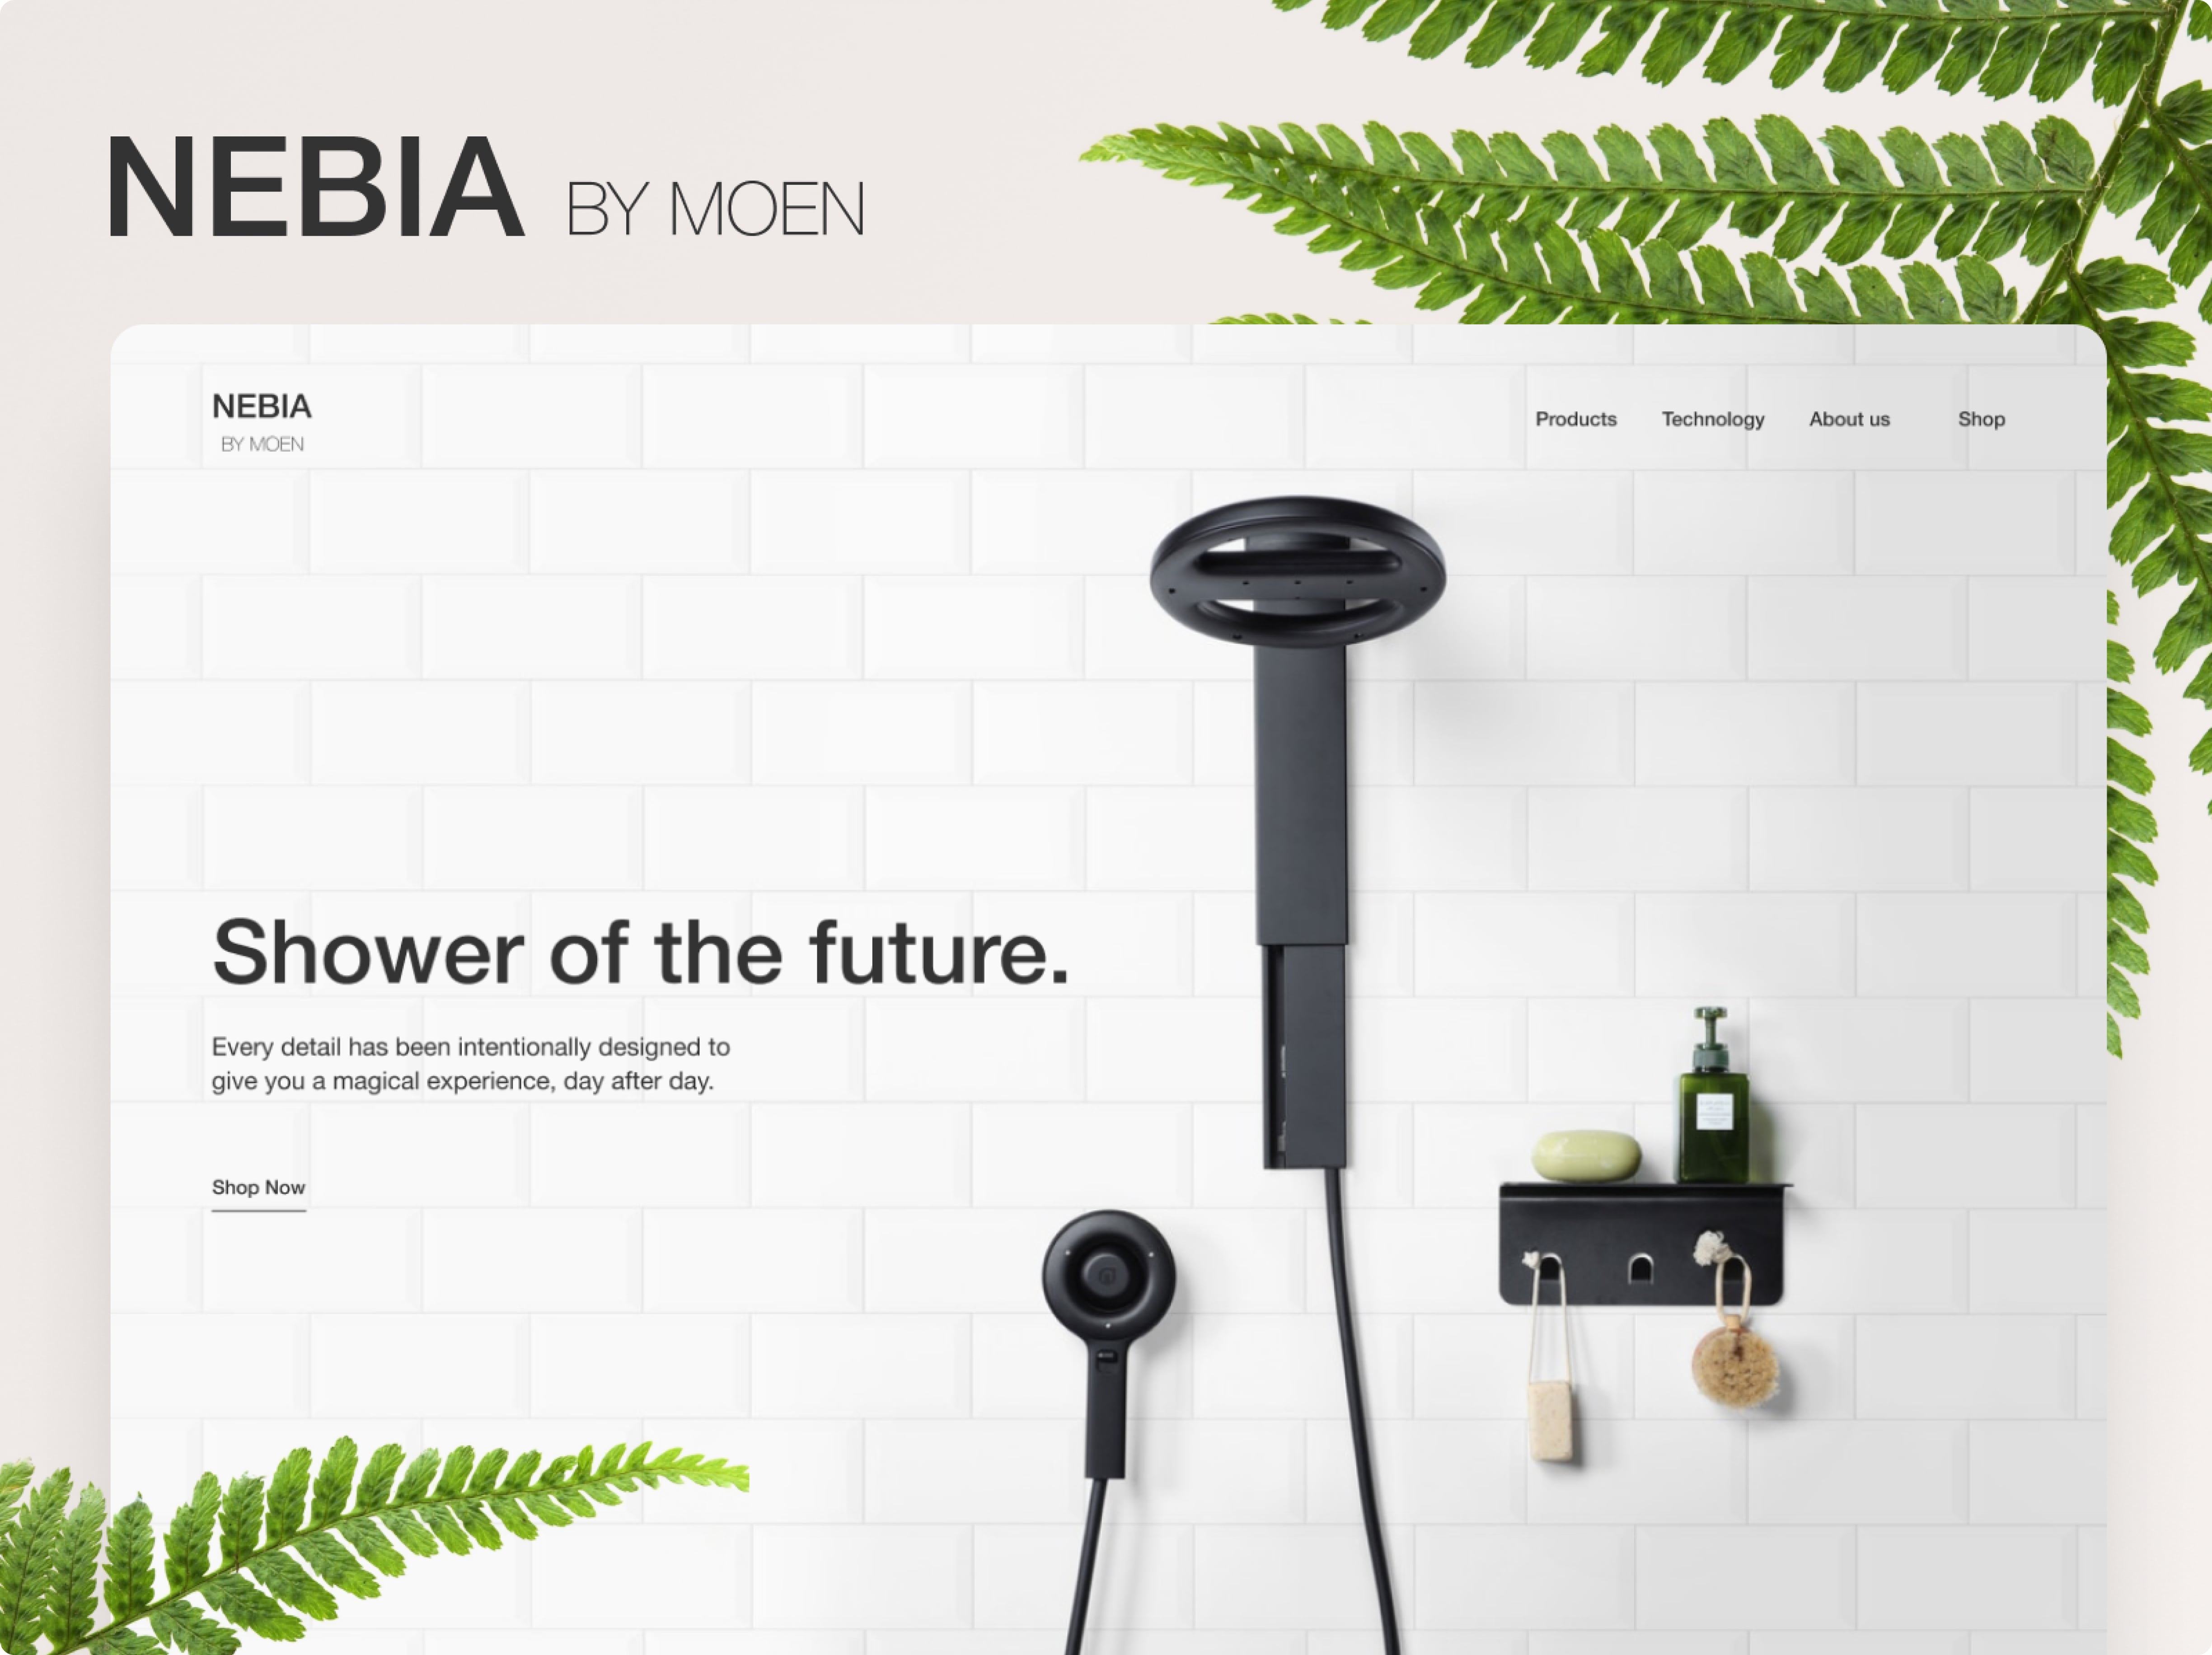 NEBIA BY MOEN
NEBIA
BY MOEN
Products Technology About us Shop
Shower of the future.
Every detail has been intentionally designed to
give you a magical experience, day after day.
Shop Now